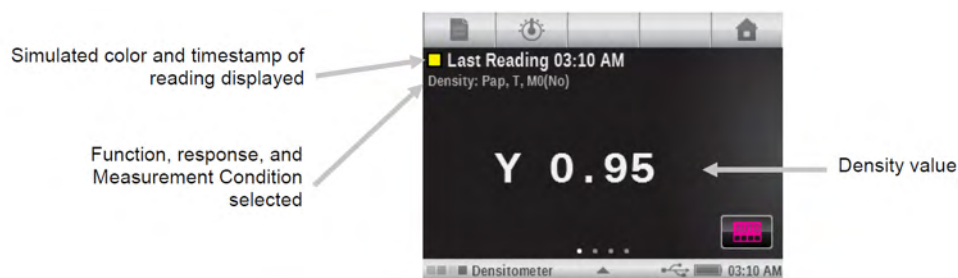 Simulated color and timestamp of
reading displayed
Last Reading 03:10 AM
Density: Pap, T, M0(No)
Function, response, and
Measurement Condition
selected
Y 0.95
Density value
Densitometer
03:10 AM